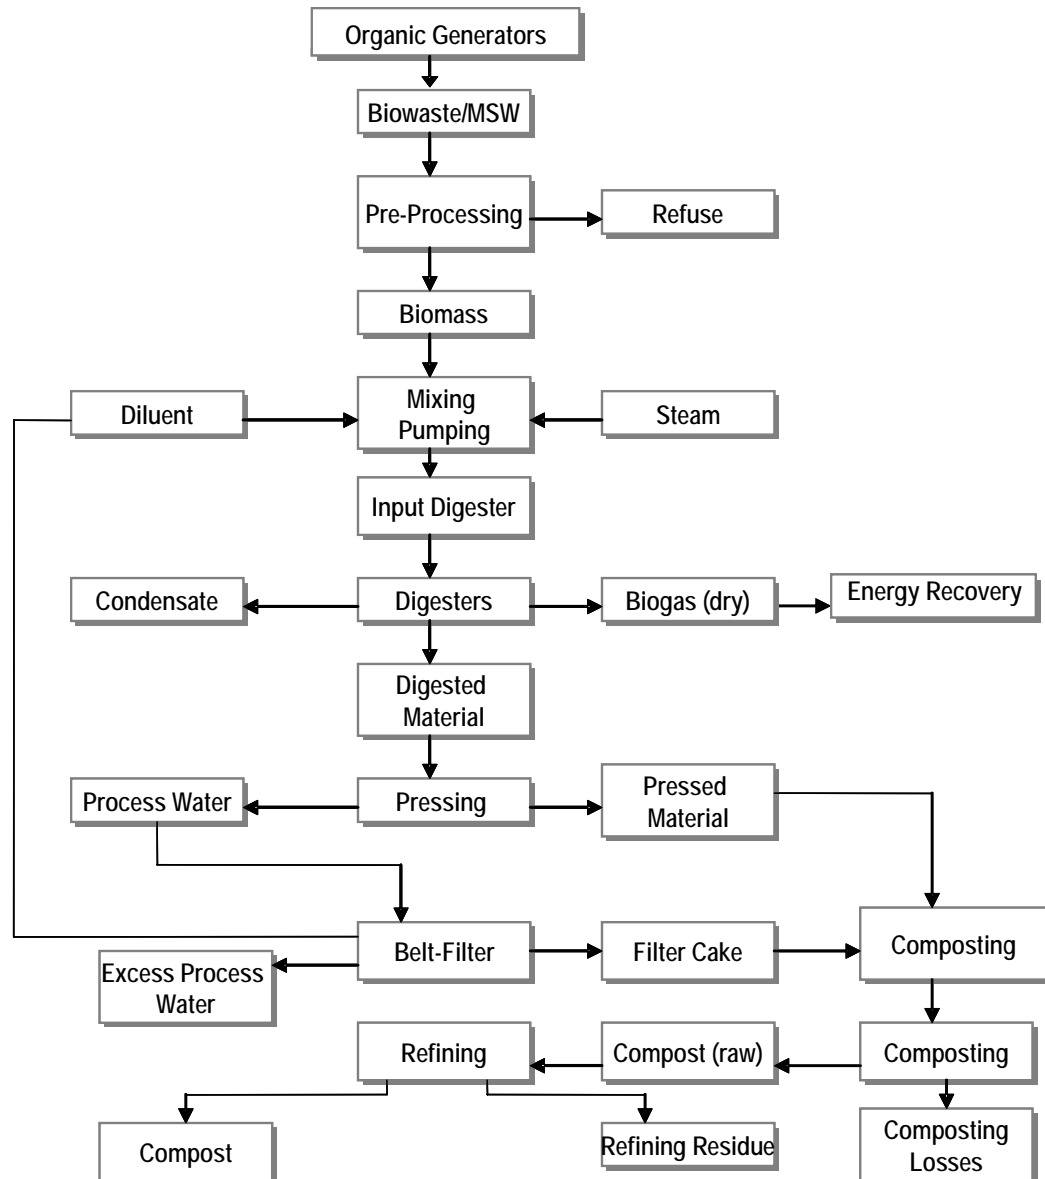 Organic Generators
Biowaste/MSW
Pre-Processing
Refuse
Biomass
Diluent
Mixing
Pumping
Steam
Input Digester
Condensate
Digesters
Biogas (dry)
Energy Recovery
Digested
Material
Process Water
Pressing
Pressed
Material
Belt-Filter
Filter Cake
Composting
Excess Process
Water
Refining
Compost (raw)
Composting
Compost
Refining Residue
Composting
Losses